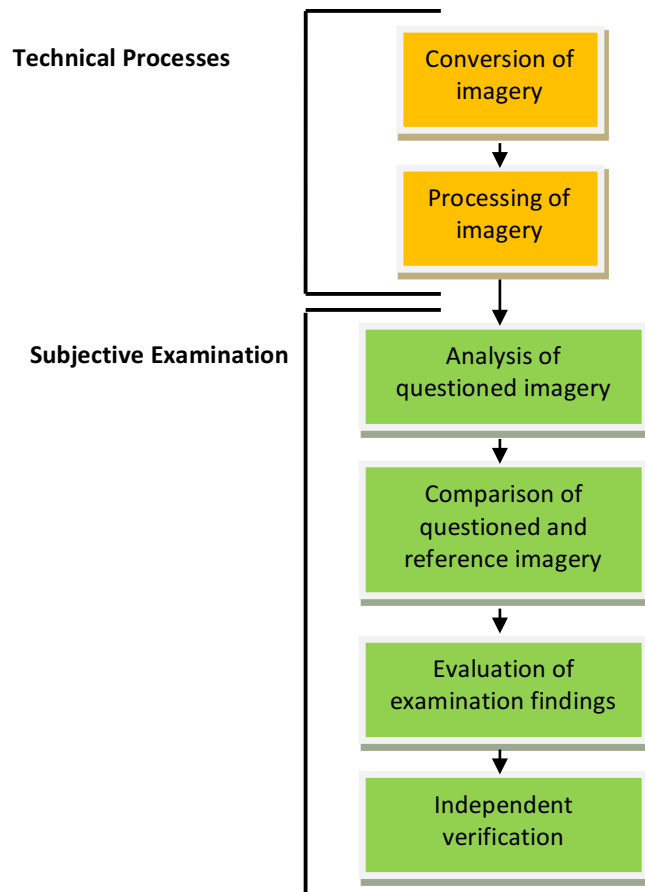 Technical Processes
Conversion of
imagery
Processing of
imagery
Subjective Examination
Analysis of
questioned imagery
Comparison of
questioned and
reference imagery
Evaluation of
examination findings
Independent
verification